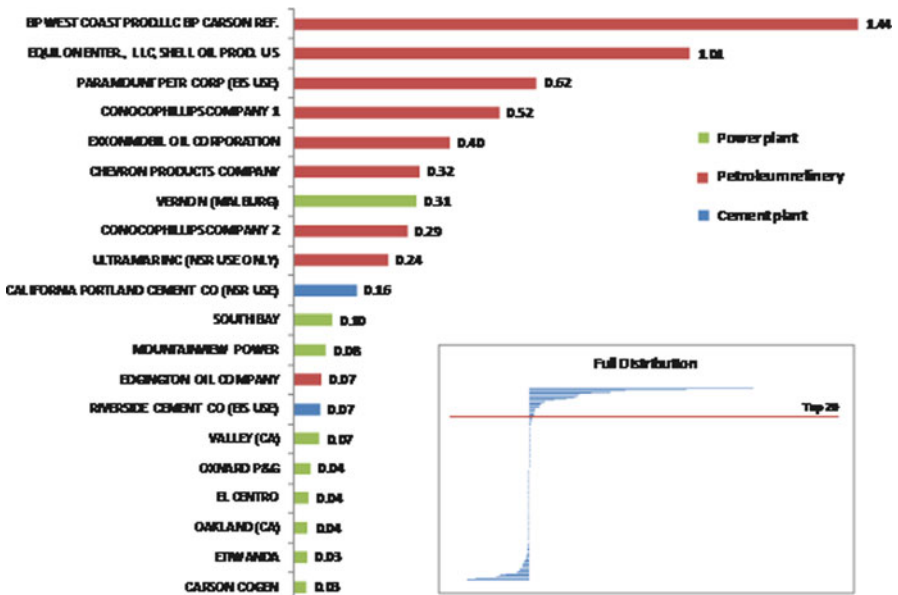 BP WEST COAST PROD.LLC BP CARSON REF. 1.44
EQUILON ENTER., LLC, SHELL OIL PROD. US 1.01
PARAMOUNT PETR CORP (EIS USE) 0.62
CONOCOPHILLIPS COMPANY 1 0.52
EXXONMOBIL OIL CORPORATION 0.40
CHEVRON PRODUCTS COMPANY 0.32
VERNON (MALBURG) 0.31
CONOCOPHILLIPS COMPANY 2 0.29
ULTRAMAR INC (NSR USE ONLY) 0.24
CALIFORNIA PORTLAND CEMENT CO (NSR USE) 0.16
SOUTH BAY 0.10
MOUNTAINVIEW POWER 0.08
EDGINGTON OIL COMPANY 0.07
RIVERSIDE CEMENT CO (EIS USE) 0.07
VALLEY (CA) 0.07
OXNARD P&G 0.04
EL CENTRO 0.04
OAKLAND (CA) 0.04
ETIWANDA 0.03
CARSON COGEN 0.03
Power plant
Petroleum refinery
Cement plant
Full Distribution
Top 20